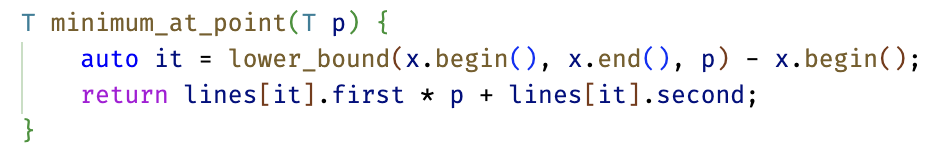 T minimum_at_point(T p) {
    auto it = lower_bound(x.begin(), x.end(), p) - x.begin();
    return lines[it].first * p + lines[it].second;
}